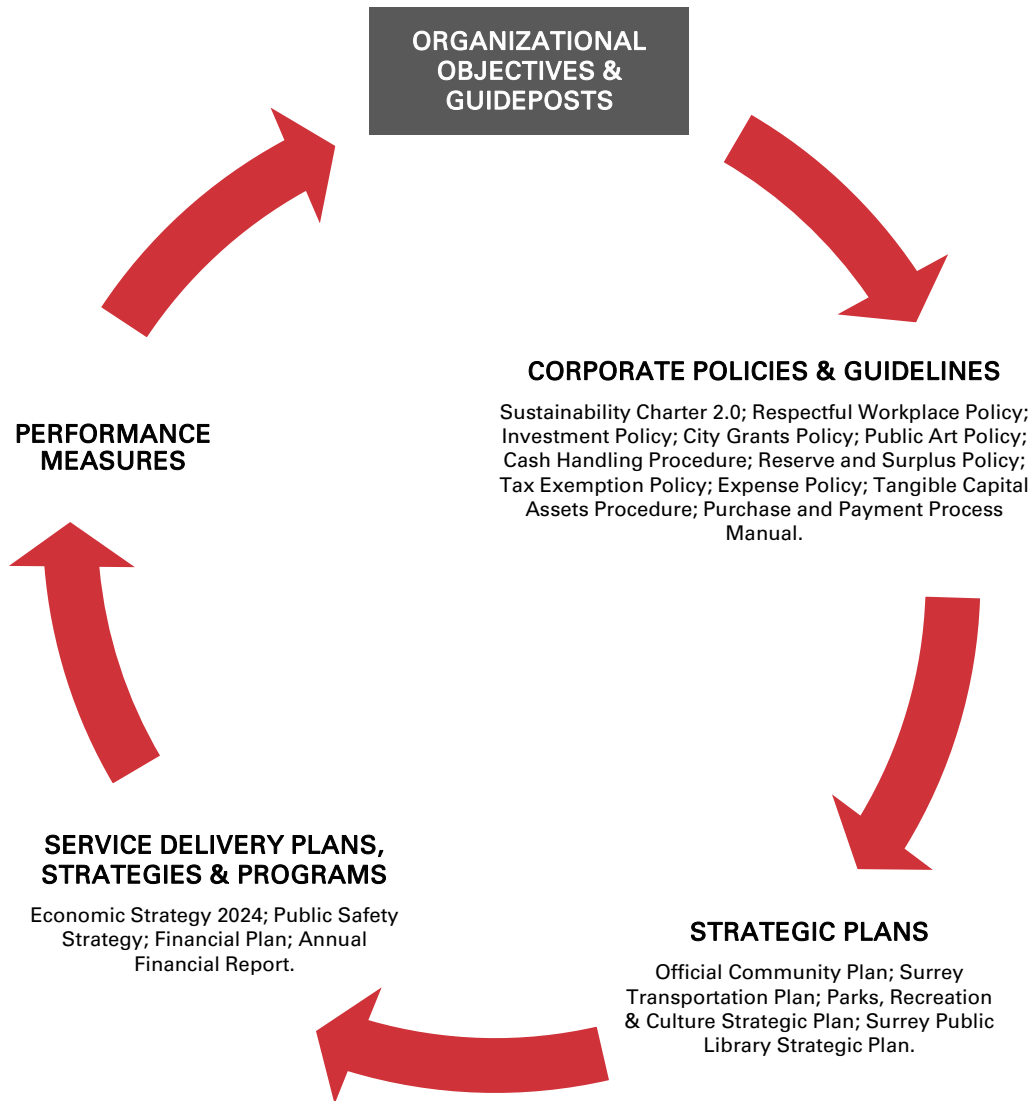 ORGANIZATIONAL
OBJECTIVES &
GUIDEPOSTS
CORPORATE POLICIES & GUIDELINES
Sustainability Charter 2.0; Respectful Workplace Policy;
Investment Policy; City Grants Policy; Public Art Policy;
Cash Handling Procedure; Reserve and Surplus Policy;
Tax Exemption Policy; Expense Policy; Tangible Capital
Assets Procedure; Purchase and Payment Process
Manual.
STRATEGIC PLANS
Official Community Plan; Surrey
Transportation Plan; Parks, Recreation
& Culture Strategic Plan; Surrey Public
Library Strategic Plan.
SERVICE DELIVERY PLANS,
STRATEGIES & PROGRAMS
Economic Strategy 2024; Public Safety
Strategy; Financial Plan; Annual
Financial Report.
PERFORMANCE
MEASURES